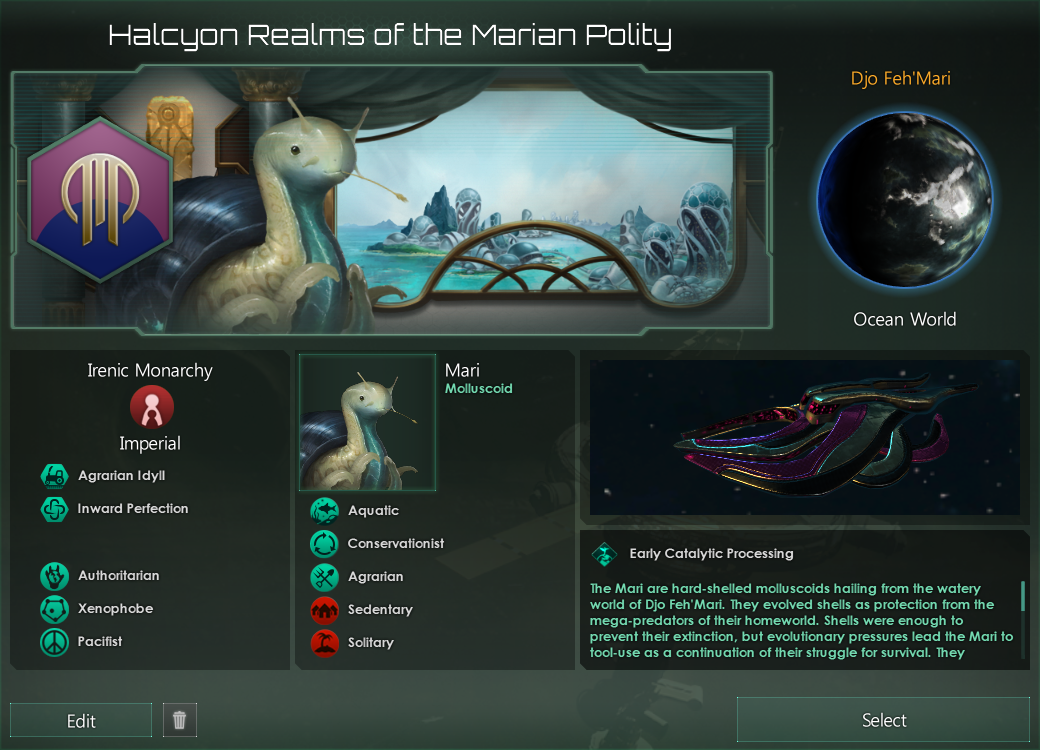 Halcyon Realms of the Marian Polity
Djo Feh'Mari
Ocean World
Irenic Monarchy
Imperial
Agrarian Idyll
Inward Perfection
Authoritarian
Xenophobe
Pacifist
Mari
Molluscoid
Aquatic
Conservationist
Agrarian
Sedentary
Solitary
Early Catalytic Processing
The Mari are hard-shelled molluscoids hailing from the watery
world of Djo Feh'Mari. They evolved shells as protection from the
mega-predators of their homeworld. Shells were enough to
prevent their extinction, but evolutionary pressures lead the Mari to
tool-use as a continuation of their struggle for survival. They
Edit
Select